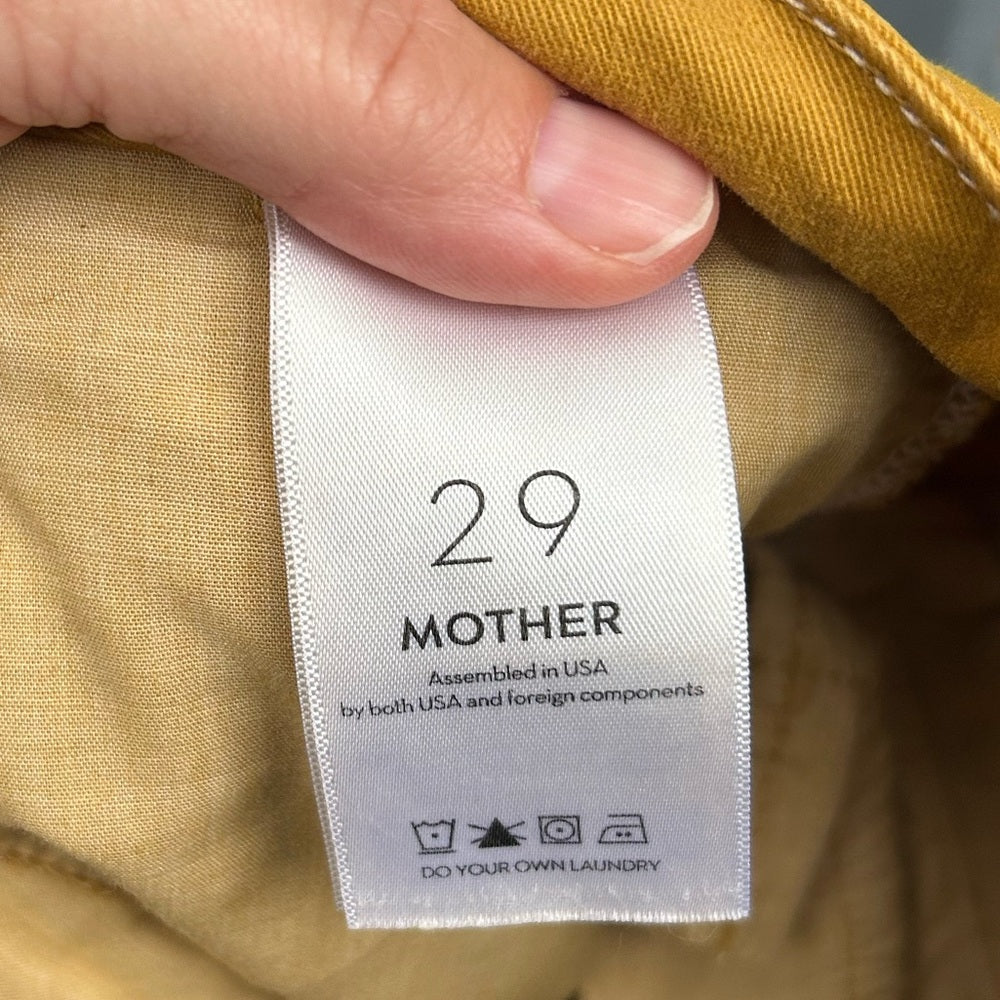 29
MOTHER
Assembled in USA
by both USA and foreign components
DO YOUR OWN LAUNDRY